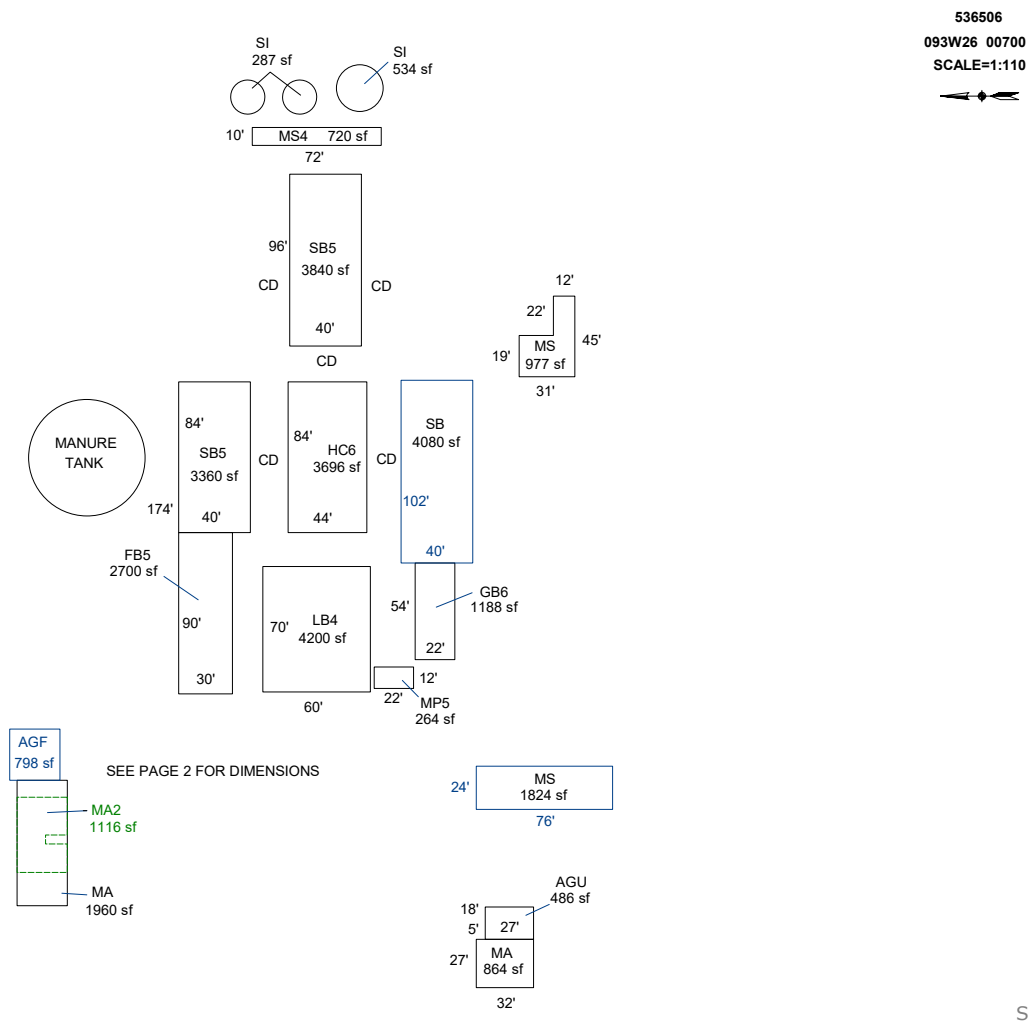 536506
093W26 00700
SCALE=1:110
SI
287 sf
SI
534 sf
10'
MS4 720 sf
72'
96'
SB5
3840 sf
CD
CD
40'
CD
12'
22'
45'
19'
MS
977 sf
31'
MANURE
TANK
84'
SB5
3360 sf
174'
40'
CD
84'
HC6
3696 sf
44'
CD
SB
4080 sf
102'
40'
FB5
2700 sf
90'
30'
70'
LB4
4200 sf
60'
54'
GB6
1188 sf
22'
12'
22'
MP5
264 sf
AGF
798 sf
SEE PAGE 2 FOR DIMENSIONS
MA2
1116 sf
MA
1960 sf
24'
MS
1824 sf
76'
AGU
486 sf
18'
5'
27'
27'
MA
864 sf
32'
S